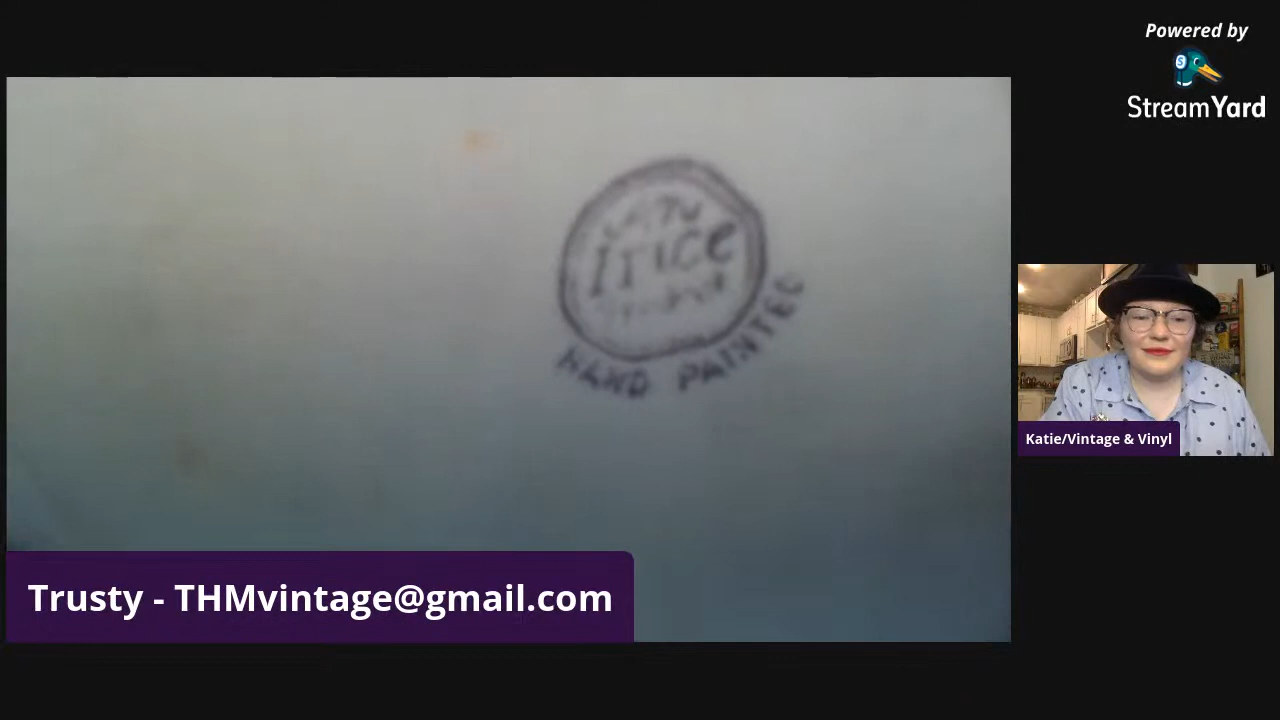 Powered by
StreamYard
HAND PAINTED
Katie/Vintage & Vinyl
Trusty - THMvintage@gmail.com